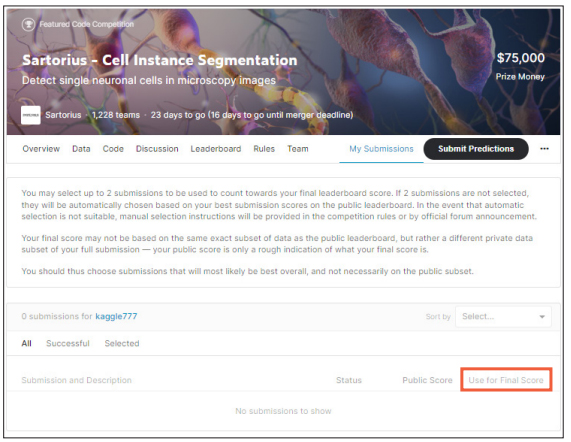 Featured Code Competition
Sartorius - Cell Instance Segmentation
Detect single neuronal cells in microscopy images
$75,000
Prize Money
Sartorius · 1,228 teams · 23 days to go (16 days to go until merger deadline)
Overview Data Code Discussion Leaderboard Rules Team My Submissions Submit Predictions ...
You may select up to 2 submissions to be used to count towards your final leaderboard score. If 2 submissions are not selected,
they will be automatically chosen based on your best submission scores on the public leaderboard. In the event that automatic
selection is not suitable, manual selection instructions will be provided in the competition rules or by official forum announcement.
Your final score may not be based on the same exact subset of data as the public leaderboard, but rather a different private data
subset of your full submission — your public score is only a rough indication of what your final score is.
You should thus choose submissions that will most likely be best overall, and not necessarily on the public subset.
0 submissions for kaggle777 Sort by Select...
All Successful Selected
Submission and Description Status Public Score Use for Final Score
No submissions to show